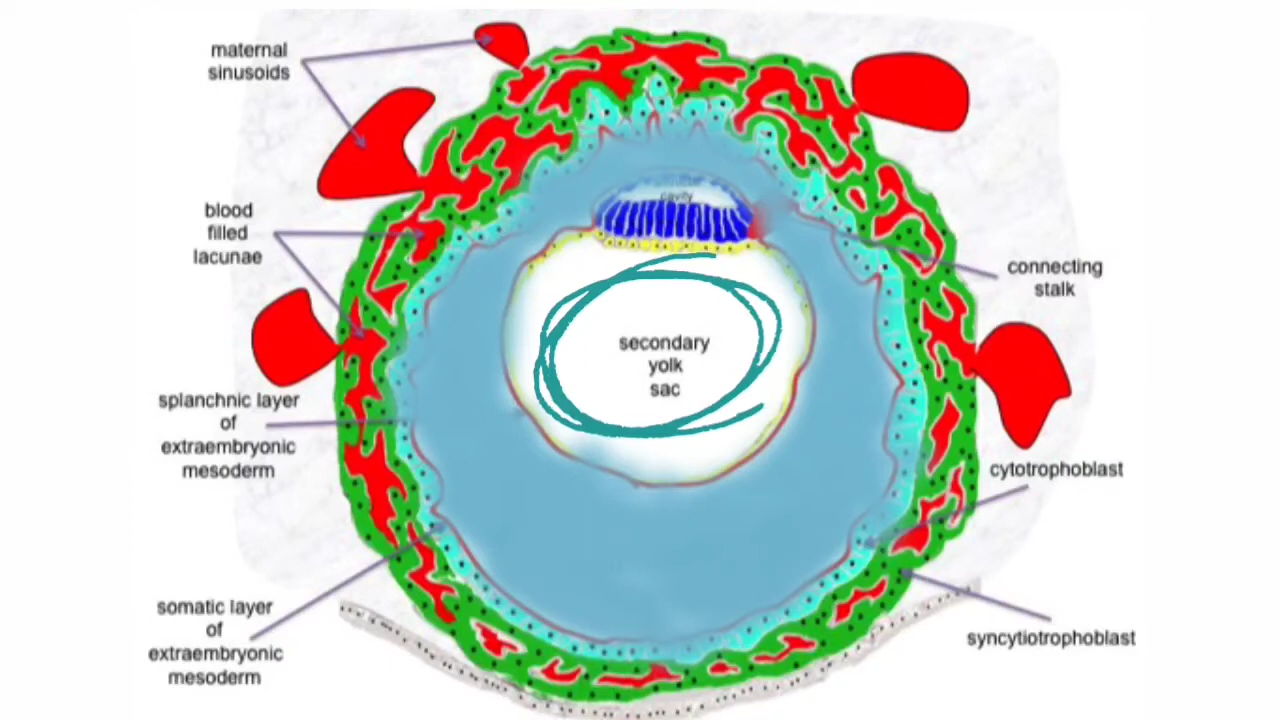 maternal
sinusoids
cavity
blood
filled
lacunae
connecting
stalk
secondary
yolk
sac
splanchnic layer
of
extraembryonic
mesoderm
cytotrophoblast
somatic layer
of
extraembryonic
mesoderm
syncytiotrophoblast